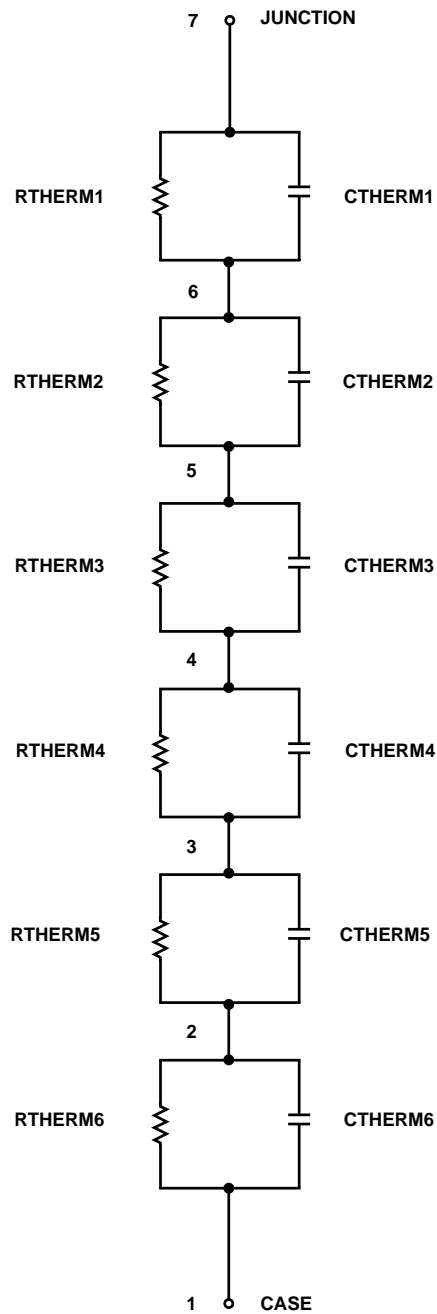 7 JUNCTION
RTHERM1 CTHERM1
6
RTHERM2 CTHERM2
5
RTHERM3 CTHERM3
4
RTHERM4 CTHERM4
3
RTHERM5 CTHERM5
2
RTHERM6 CTHERM6
1 CASE